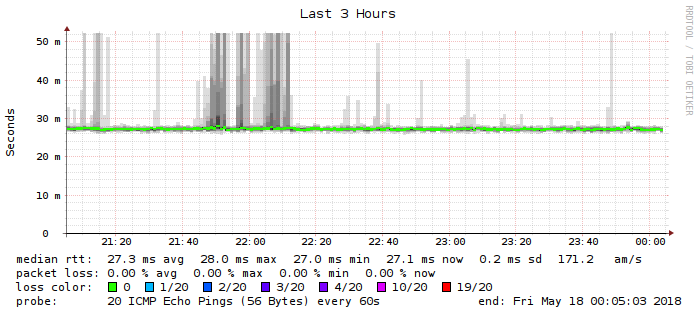 Last 3 Hours
RRDTOOL / TOBI OETIKER
Seconds
50 m
40 m
30 m
20 m
10 m
0
21:20 21:40 22:00 22:20 22:40 23:00 23:20 23:40 00:00
median rtt: 27.3 ms avg 28.0 ms max 27.0 ms min 27.1 ms now 0.2 ms sd 171.2 am/s
packet loss: 0.00 % avg 0.00 % max 0.00 % min 0.00 % now
loss color: 0 1/20 2/20 3/20 4/20 10/20 19/20
probe: 20 ICMP Echo Pings (56 Bytes) every 60s end: Fri May 18 00:05:03 2018